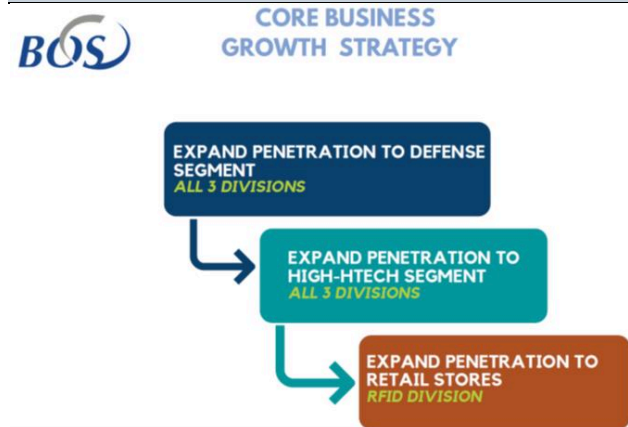 BOS
CORE BUSINESS
GROWTH STRATEGY
EXPAND PENETRATION TO DEFENSE
SEGMENT
ALL 3 DIVISIONS
EXPAND PENETRATION TO
HIGH-HTECH SEGMENT
ALL 3 DIVISIONS
EXPAND PENETRATION TO
RETAIL STORES
RFID DIVISION